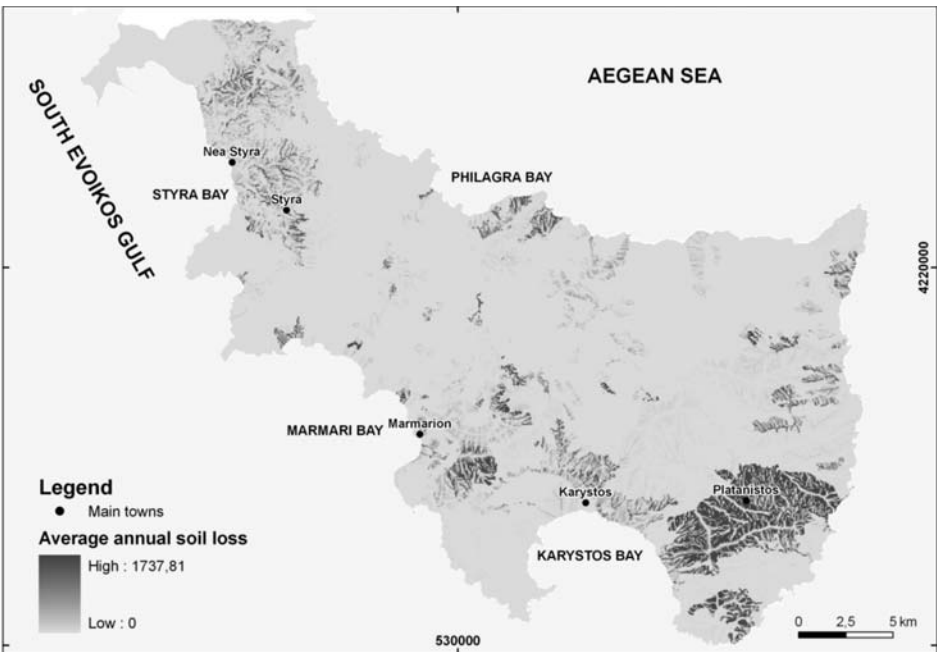 AEGEAN SEA
SOUTH EVOIKOS GULF
Nea Styra
STYRA BAY
Styra
PHILAGRA BAY
4220000
MARMARI BAY
Marmarion
Karystos
Platanistos
KARYSTOS BAY
Legend
Main towns
Average annual soil loss
High : 1737,81
Low : 0
0 2,5 5 km
530000